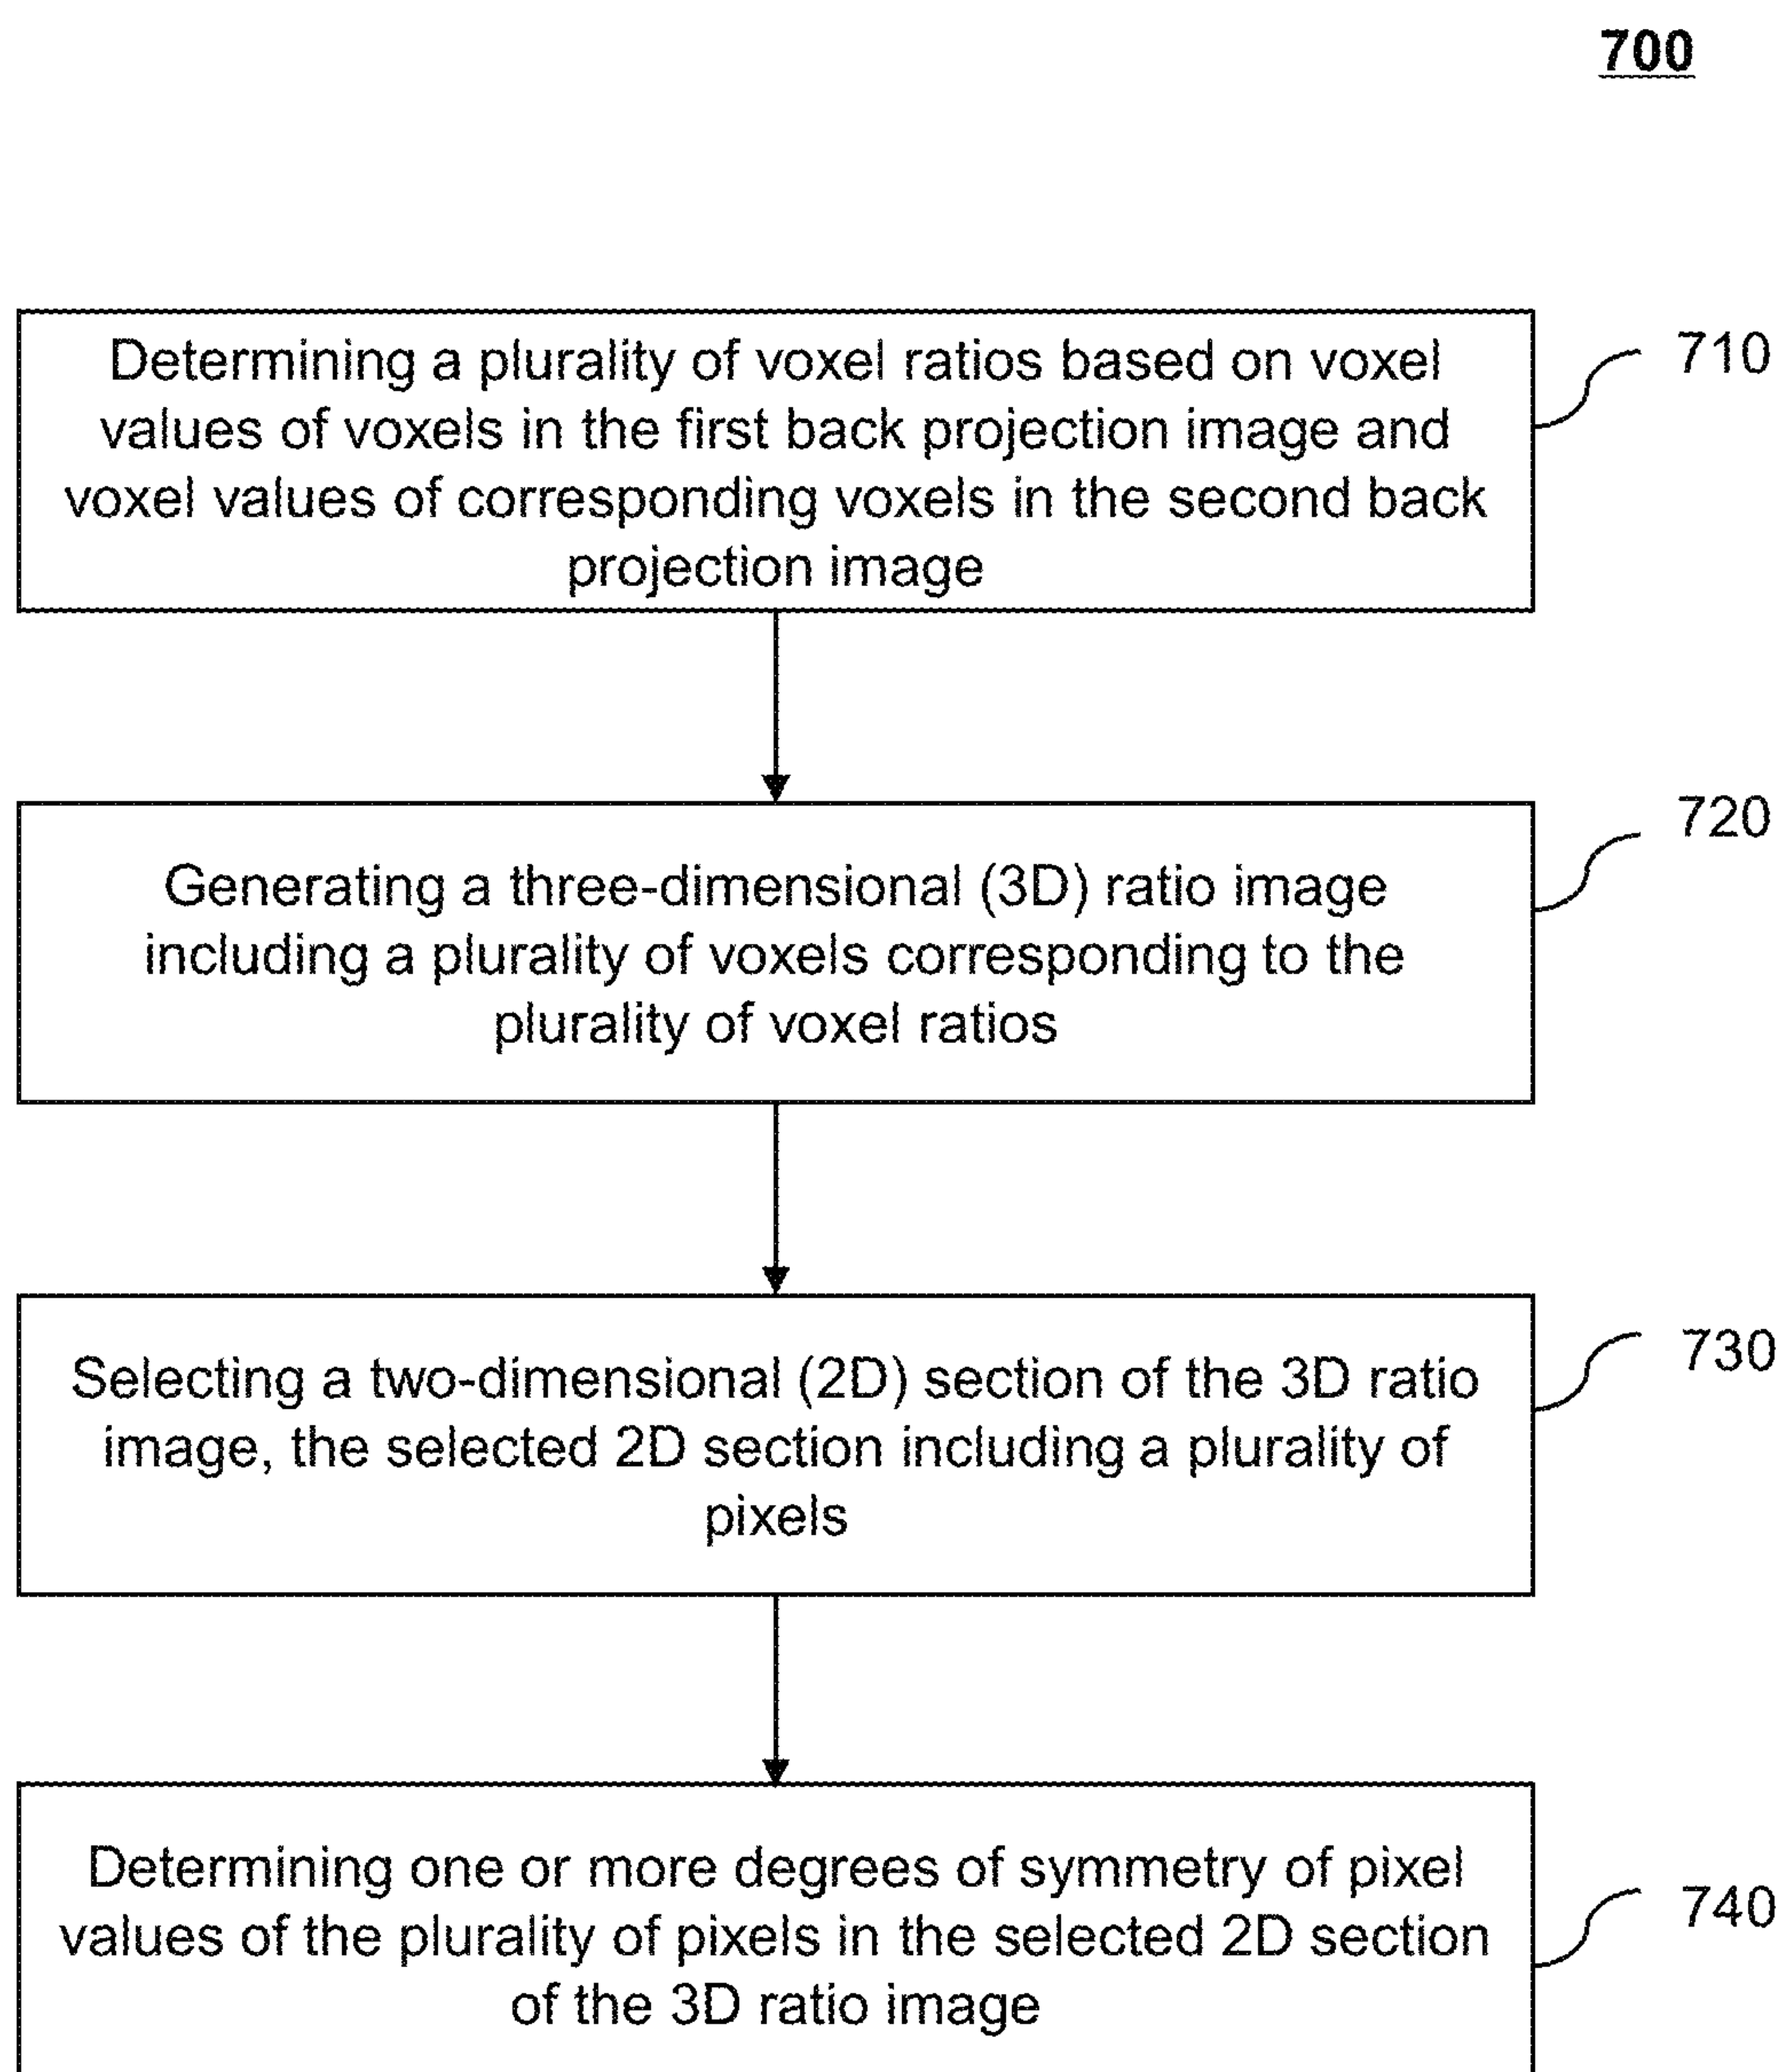 700
Determining a plurality of voxel ratios based on voxel
values of voxels in the first back projection image and
voxel values of corresponding voxels in the second back
projection image
710
Generating a three-dimensional (3D) ratio image
including a plurality of voxels corresponding to the
plurality of voxel ratios
720
Selecting a two-dimensional (2D) section of the 3D ratio
image, the selected 2D section including a plurality of
pixels
730
Determining one or more degrees of symmetry of pixel
values of the plurality of pixels in the selected 2D section
of the 3D ratio image
740